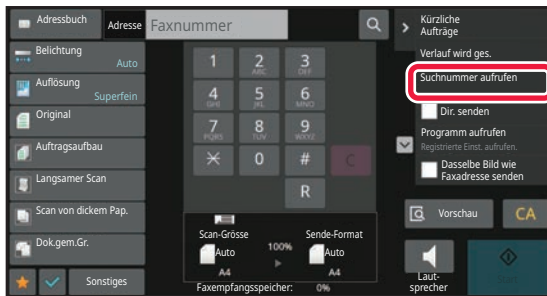 Adressbuch
Adresse
Faxnummer
Belichtung
Auto
Auflösung
Superfein
Original
Auftragsaufbau
Langsamer Scan
Scan von dickem Pap.
Dok.gem.Gr.
Sonstiges
1
2 ABC
3 DEF
4 GHI
5 JKL
6 MNO
7 PQRS
8 TUV
9 WXYZ
0
#
C
R
Scan-Grösse
Auto
A4
100%
Sende-Format
Auto
A4
Faxempfangsspeicher: 0%
Kürzliche
Aufträge
Verlauf wird ges.
Suchnummer aufrufen
Dir. senden
Programm aufrufen
Registrierte Einst. aufrufen.
Dasselbe Bild wie
Faxadresse senden
Vorschau
CA
Laut-
sprecher